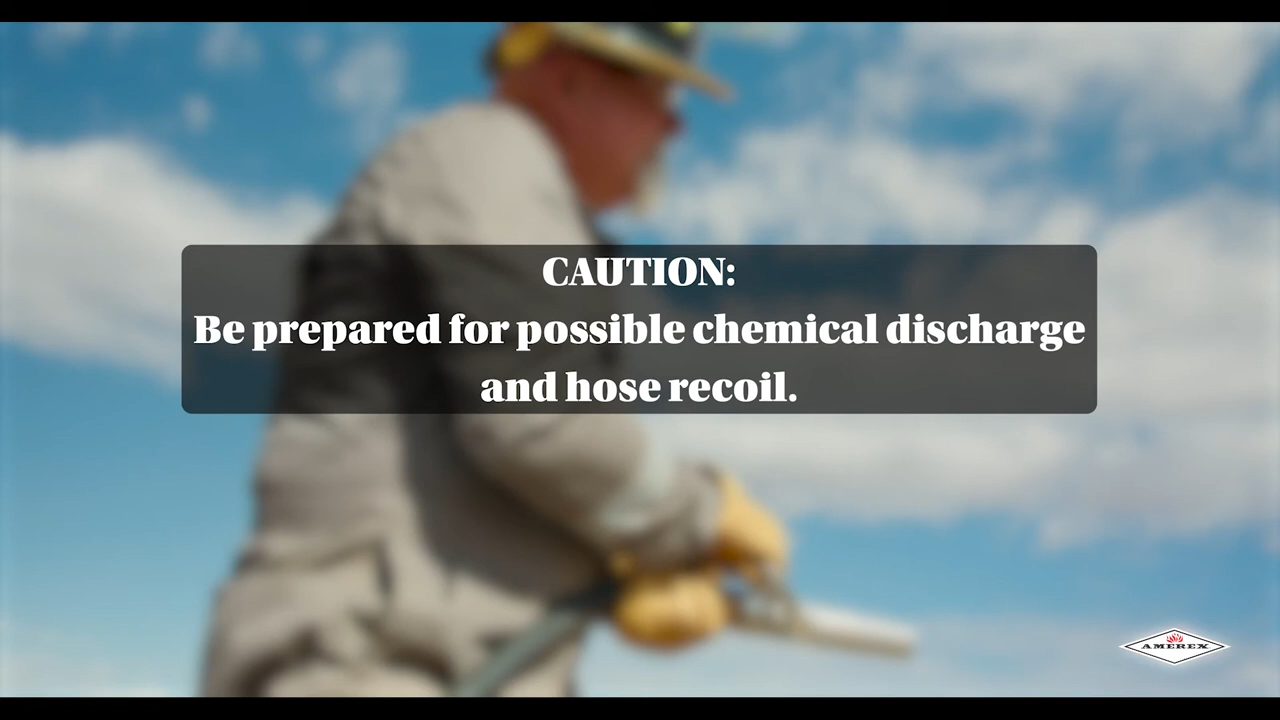 CAUTION:
Be prepared for possible chemical discharge
and hose recoil.
AMEREX